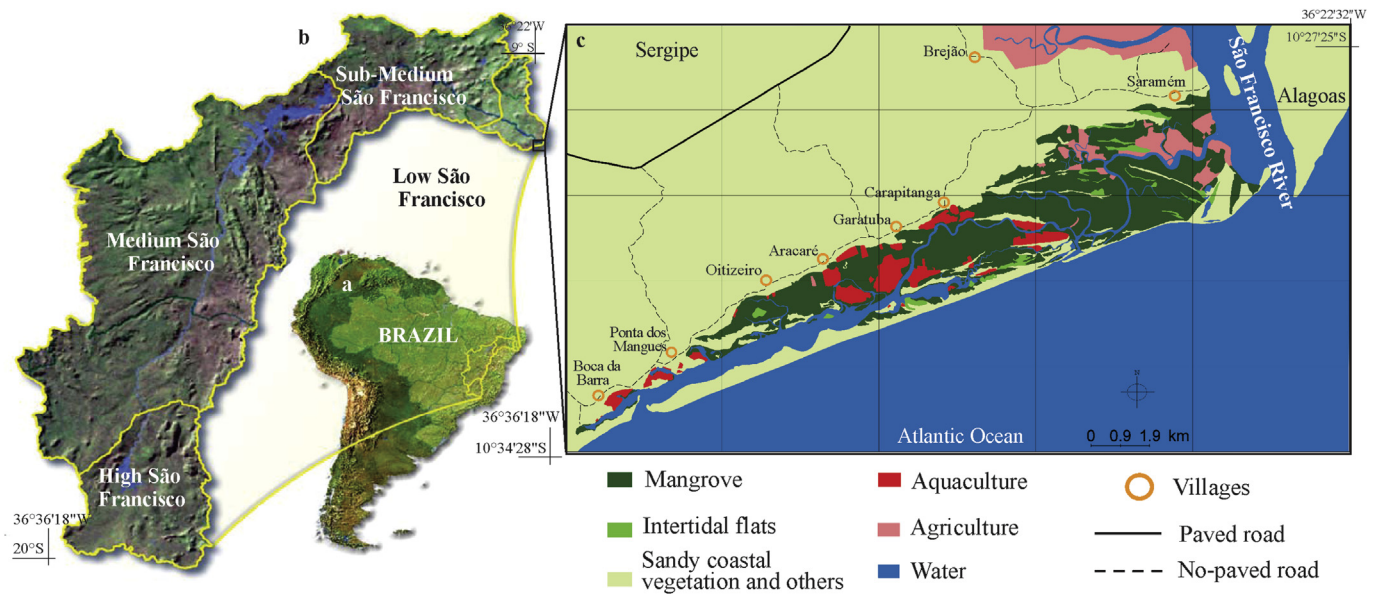 b
36°22'W
9° S
Sub-Medium
São Francisco
Low São
Francisco
Medium São
Francisco
a
BRAZIL
High São
Francisco
36°36'18"W
20°S
36°36'18"W
10°34'28"S
c
Sergipe
36°22'32"W
10°27'25"S
Brejão
Saramém
São Francisco River
Alagoas
Carapitanga
Garatuba
Aracaré
Oitizeiro
Ponta dos
Mangues
Boca da
Barra
Atlantic Ocean
0 0.9 1.9 km
Mangrove
Intertidal flats
Sandy coastal
vegetation and others
Aquaculture
Agriculture
Water
Villages
Paved road
No-paved road